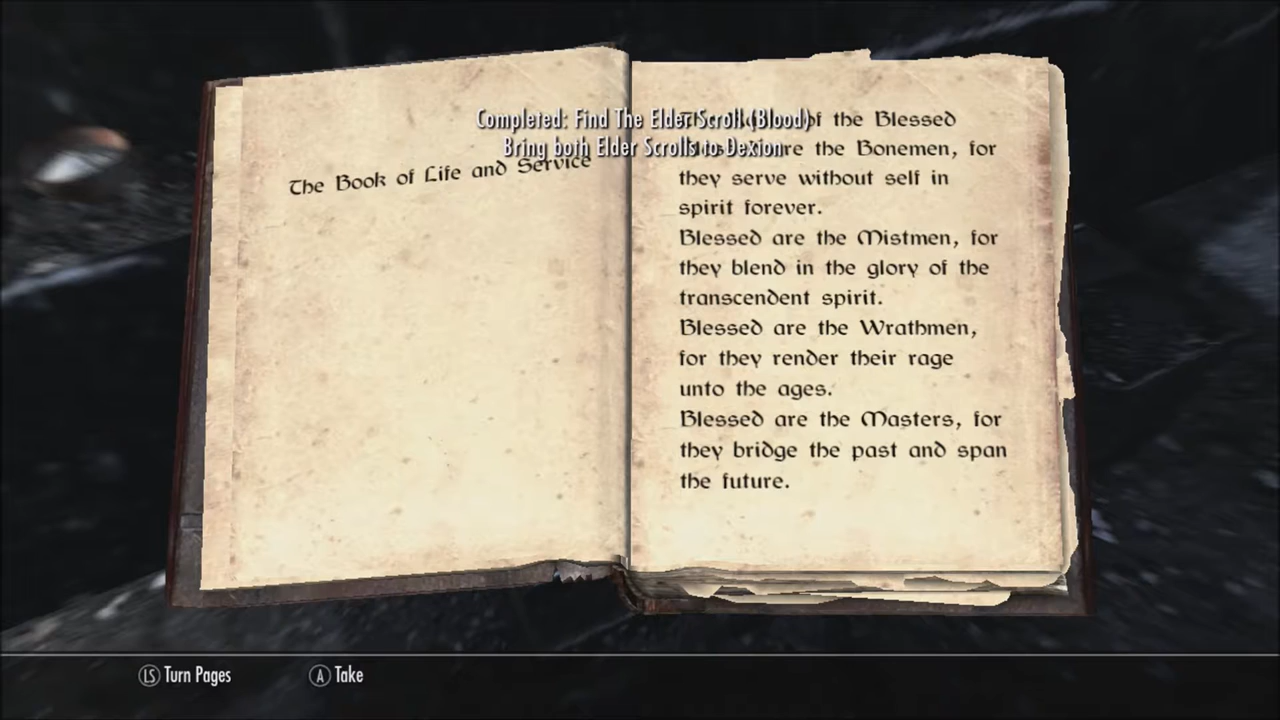 Completed: Find The Elder Scroll (Blood)
Bring both Elder Scrolls to Dexion
The Book of Life and Service
of the Blessed
are the Bonemen, for
they serve without self in
spirit forever.
Blessed are the Mistmen, for
they blend in the glory of the
transcendent spirit.
Blessed are the Wrathmen,
for they render their rage
unto the ages.
Blessed are the Masters, for
they bridge the past and span
the future.
LS Turn Pages
A Take